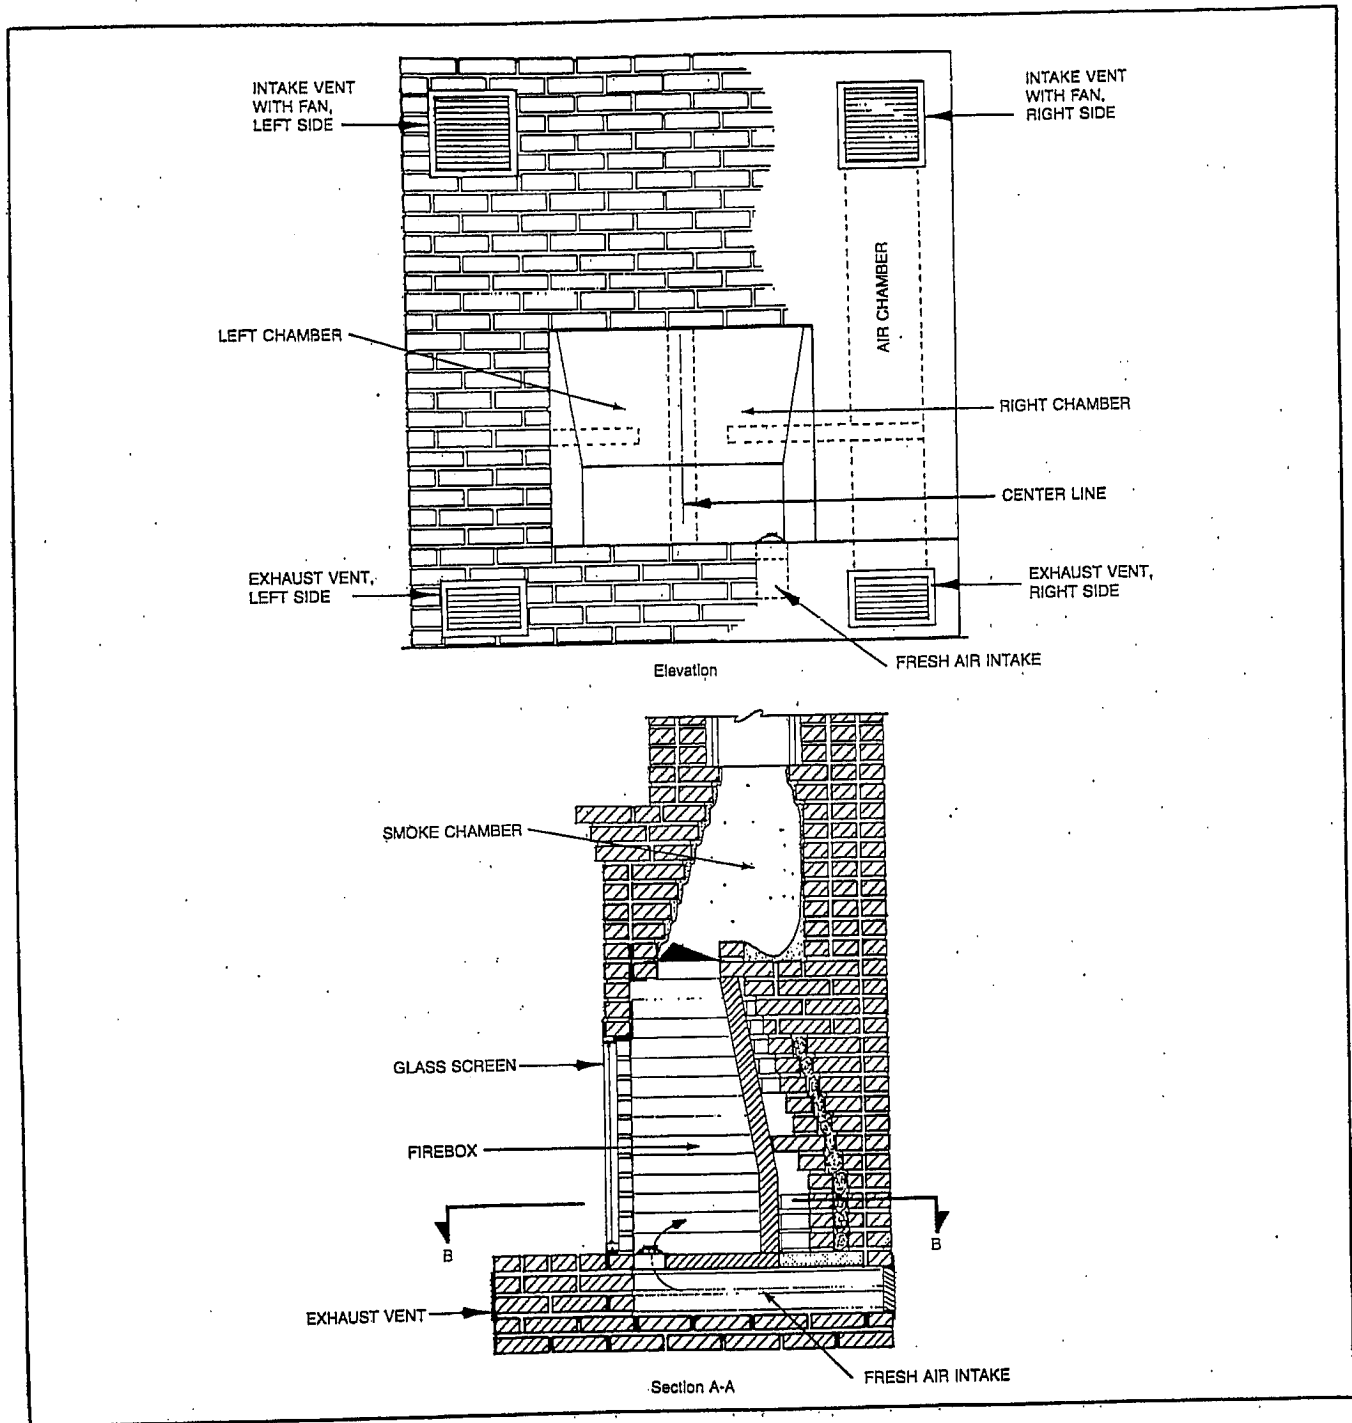 INTAKE VENT
WITH FAN,
LEFT SIDE
INTAKE VENT
WITH FAN,
RIGHT SIDE
AIR CHAMBER
LEFT CHAMBER
RIGHT CHAMBER
CENTER LINE
EXHAUST VENT,
LEFT SIDE
EXHAUST VENT,
RIGHT SIDE
FRESH AIR INTAKE
Elevation
SMOKE CHAMBER
GLASS SCREEN
FIREBOX
B
B
EXHAUST VENT
FRESH AIR INTAKE
Section A-A